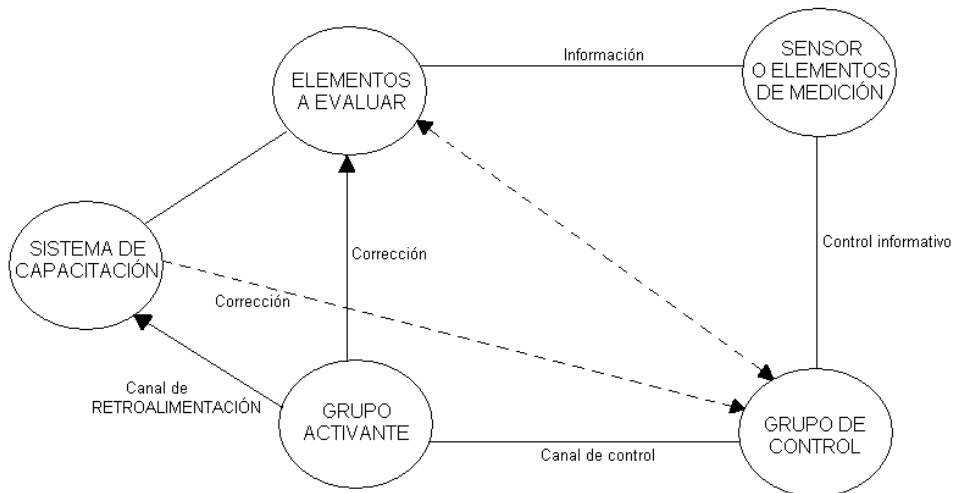 ELEMENTOS
A EVALUAR
Información
SENSOR
O ELEMENTOS
DE MEDICIÓN
SISTEMA DE
CAPACITACIÓN
Corrección
Corrección
Control informativo
Canal de
RETROALIMENTACIÓN
GRUPO
ACTIVANTE
Canal de control
GRUPO DE
CONTROL